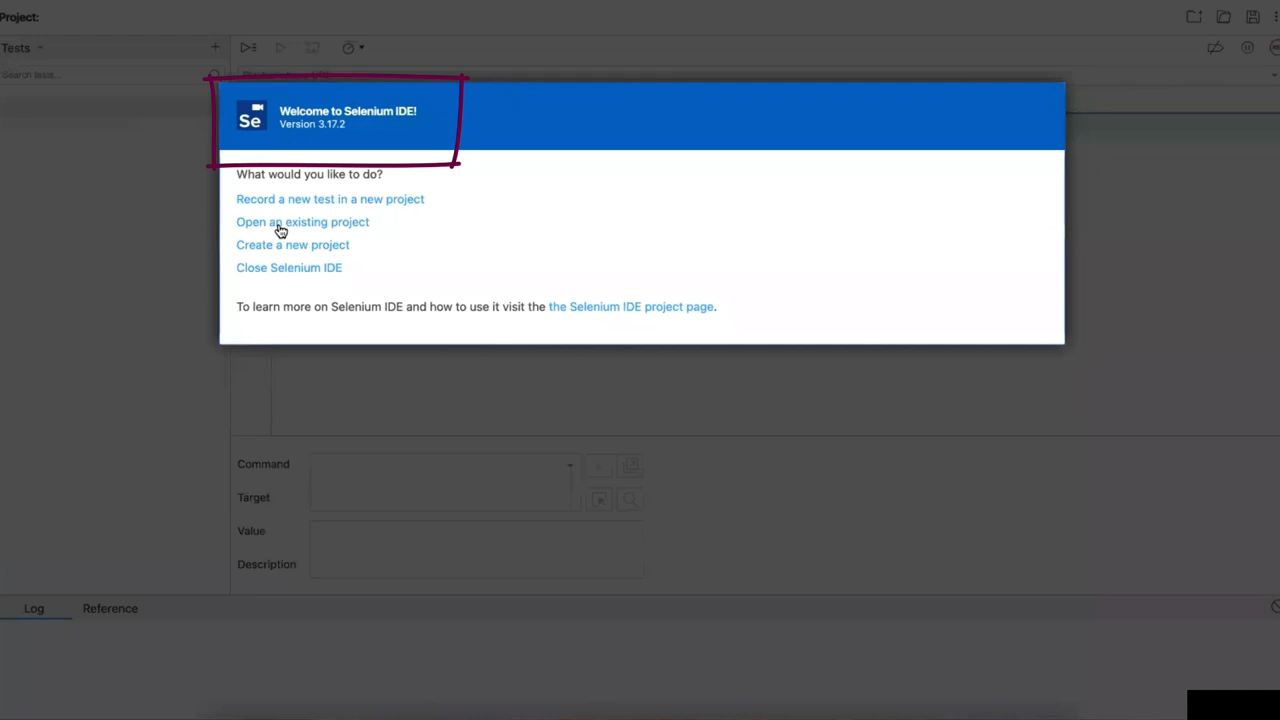 Project:
Tests
Search tests...
Se
Welcome to Selenium IDE!
Version 3.17.2
What would you like to do?
Record a new test in a new project
Open an existing project
Create a new project
Close Selenium IDE
To learn more on Selenium IDE and how to use it visit the the Selenium IDE project page.
Command
Target
Value
Description
Log
Reference